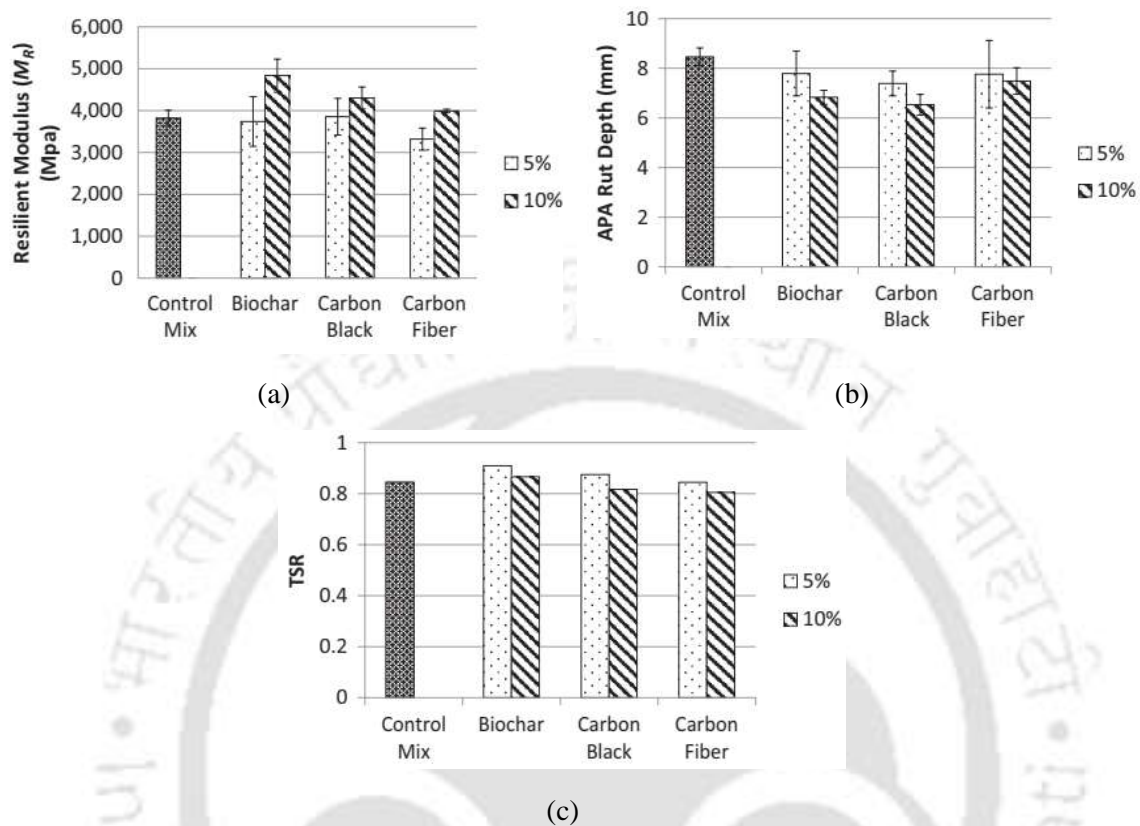 Resilient Modulus (MR)
(Mpa)
6,000
5,000
4,000
3,000
2,000
1,000
0
Control
Mix
Biochar
Carbon
Black
Carbon
Fiber
5%
10%
(a)
APA Rut Depth (mm)
10
8
6
4
2
0
Control
Mix
Biochar
Carbon
Black
Carbon
Fiber
5%
10%
(b)
TSR
1
0.8
0.6
0.4
0.2
0
Control
Mix
Biochar
Carbon
Black
Carbon
Fiber
5%
10%
(c)